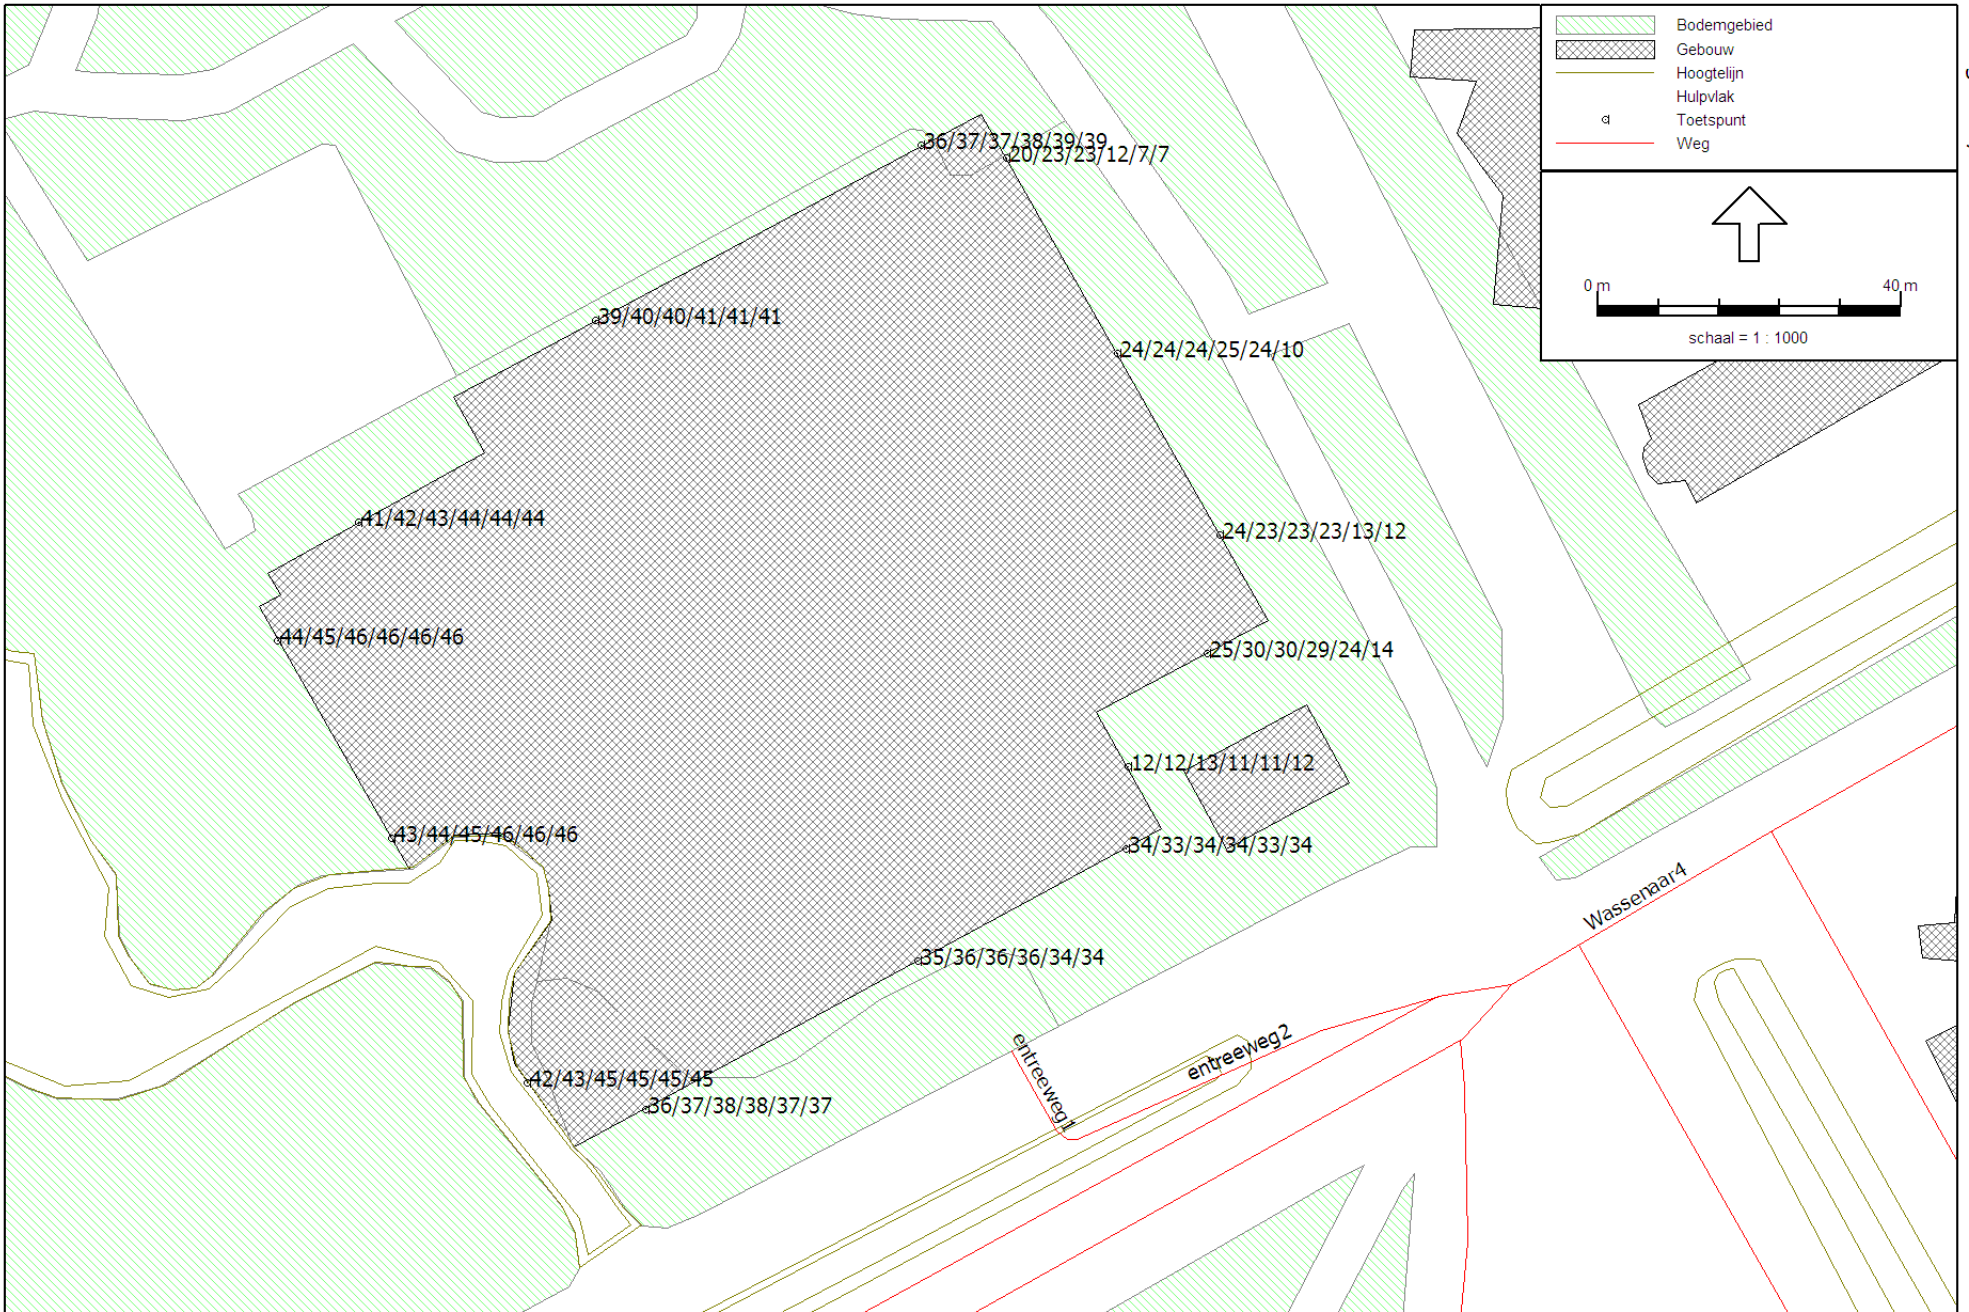 Bodemgebied
Gebouw
Hoogtelijn
Hulpvlak
Toetspunt
Weg
0 m 40 m
schaal = 1 : 1000
36/37/37/38/39/39
20/23/23/12/7/7
39/40/40/41/41/41
24/24/24/25/24/10
41/42/43/44/44/44
24/23/23/23/13/12
44/45/46/46/46/46
25/30/30/29/24/14
12/12/13/11/11/12
43/44/45/46/46/46
34/33/34/34/33/34
Wassenaar4
35/36/36/36/34/34
entreeweg1
entreeweg2
42/43/45/45/45/45
36/37/38/38/37/37